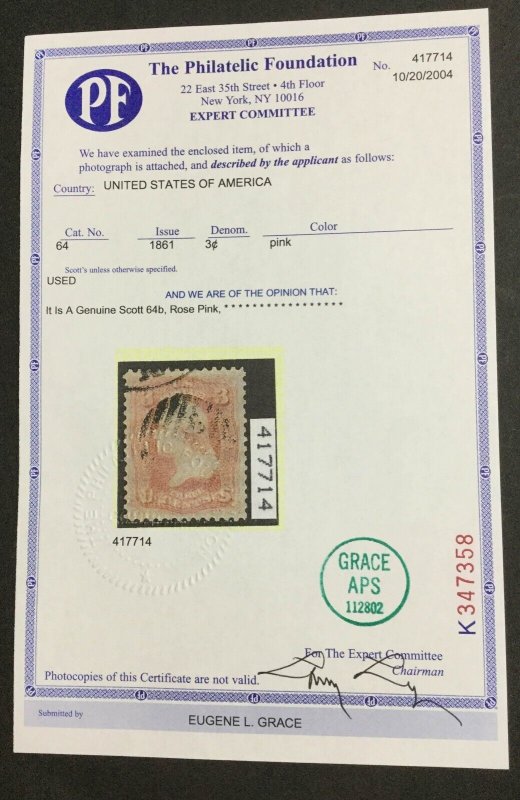 PF
The Philatelic Foundation
22 East 35th Street • 4th Floor
New York, NY 10016
EXPERT COMMITTEE
No. 417714
10/20/2004
We have examined the enclosed item, of which a
photograph is attached, and described by the applicant as follows:
Country: UNITED STATES OF AMERICA
Cat. No. Issue Denom. Color
64 1861 3¢ pink
Scott's unless otherwise specified.
USED
AND WE ARE OF THE OPINION THAT:
It Is A Genuine Scott 64b, Rose Pink, * * * * * * * * * * * * * * * * *
417714
417714
GRACE
APS
112802
K347358
For The Expert Committee
Chairman
Photocopies of this Certificate are not valid.
Submitted by
EUGENE L. GRACE